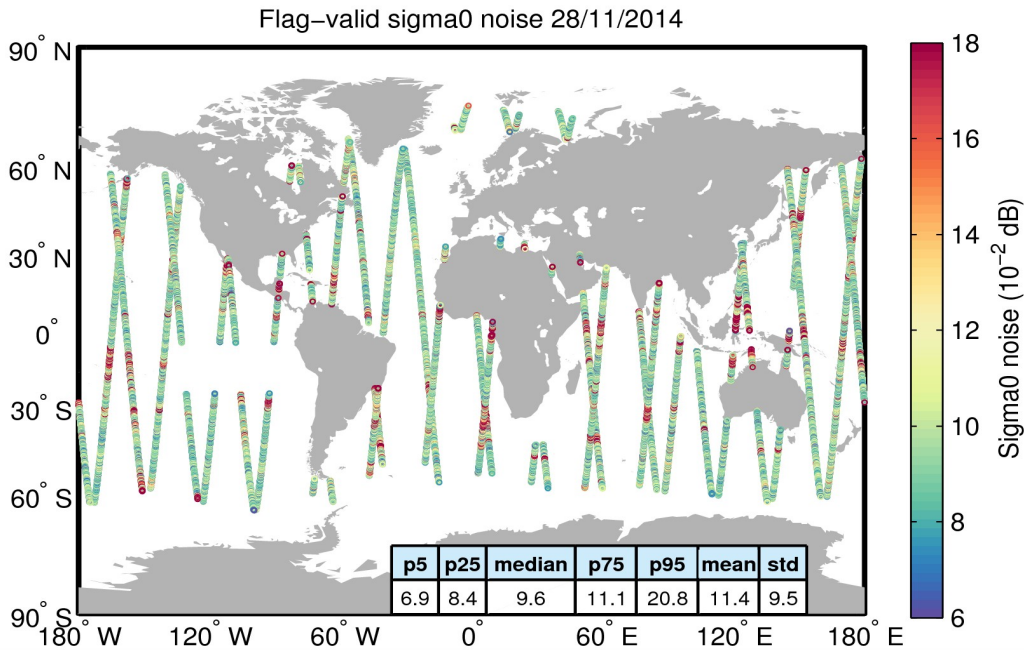 Flag−valid sigma0 noise 28/11/2014
90° N
60° N
30° N
0°
30° S
60° S
90° S
180° W
120° W
60° W
0°
60° E
120° E
180° E
p5 p25 median p75 p95 mean std
6.9 8.4 9.6 11.1 20.8 11.4 9.5
18
16
14
12
10
8
6
Sigma0 noise (10⁻² dB)